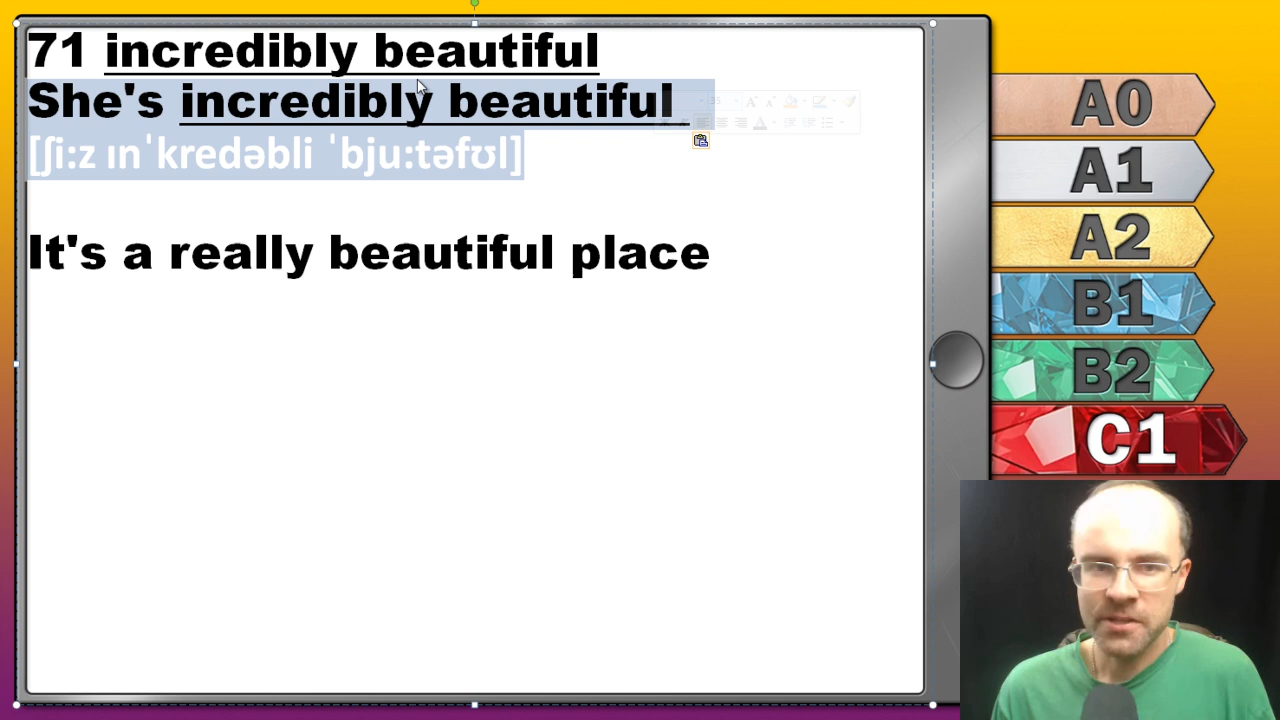 71 incredibly beautiful
She's incredibly beautiful
[ʃi:z ɪnˈkredəbli ˈbju:təfʊl]
It's a really beautiful place
A0
A1
A2
B1
B2
C1